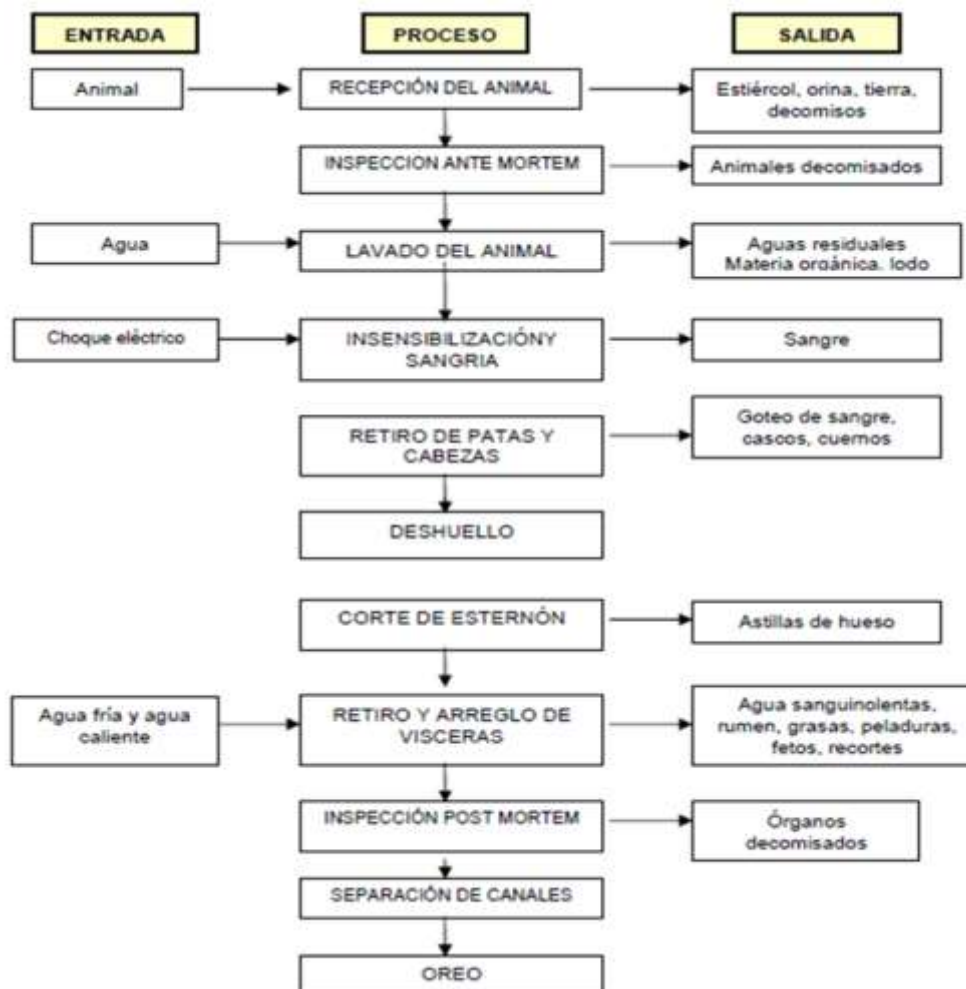 ENTRADA
PROCESO
SALIDA
Animal
RECEPCIÓN DEL ANIMAL
Estiércol, orina, tierra,
decomisos
INSPECCION ANTE MORTEM
Animales decomisados
Agua
LAVADO DEL ANIMAL
Aguas residuales
Materia orgánica, lodo
Choque eléctrico
INSENSIBILIZACIÓNY
SANGRIA
Sangre
RETIRO DE PATAS Y
CABEZAS
Goteo de sangre,
cascos, cuernos
DESHUELLO
CORTE DE ESTERNÓN
Astillas de hueso
Agua fría y agua
caliente
RETIRO Y ARREGLO DE
VISCERAS
Agua sanguinolentas,
rumen, grasas, peladuras,
fetos, recortes
INSPECCIÓN POST MORTEM
Órganos
decomisados
SEPARACIÓN DE CANALES
OREO